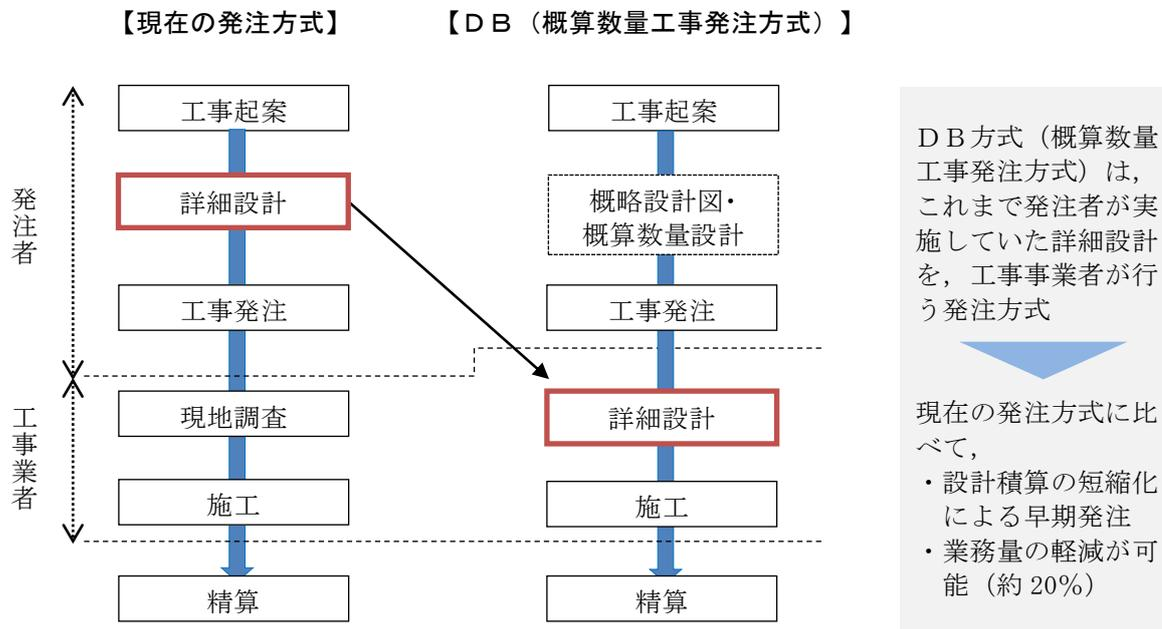 【現在の発注方式】
【ＤＢ（概算数量工事発注方式）】
発注者
工事業者
工事起案
詳細設計
工事発注
現地調査
施工
精算
工事起案
概略設計図・
概算数量設計
工事発注
詳細設計
施工
精算
ＤＢ方式（概算数量
工事発注方式）は，
これまで発注者が実
施していた詳細設計
を，工事事業者が行
う発注方式
現在の発注方式に比
べて，
・設計積算の短縮化
による早期発注
・業務量の軽減が可
能（約 20％）